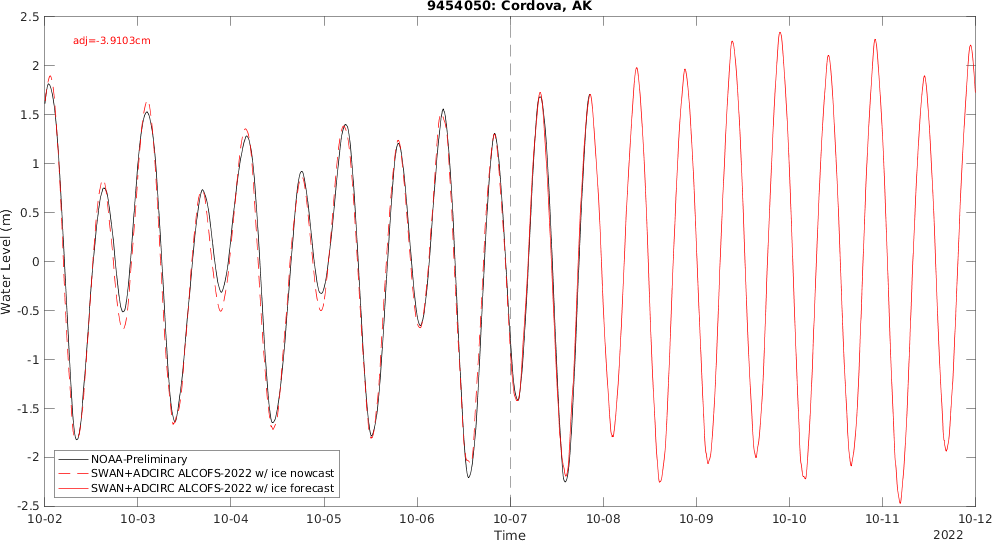 9454050: Cordova, AK
adj=-3.9103cm
2.5
2
1.5
1
0.5
0
-0.5
-1
-1.5
-2
-2.5
Water Level (m)
NOAA-Preliminary
SWAN+ADCIRC ALCOFS-2022 w/ ice nowcast
SWAN+ADCIRC ALCOFS-2022 w/ ice forecast
10-02 10-03 10-04 10-05 10-06 10-07 10-08 10-09 10-10 10-11 10-12
Time
2022